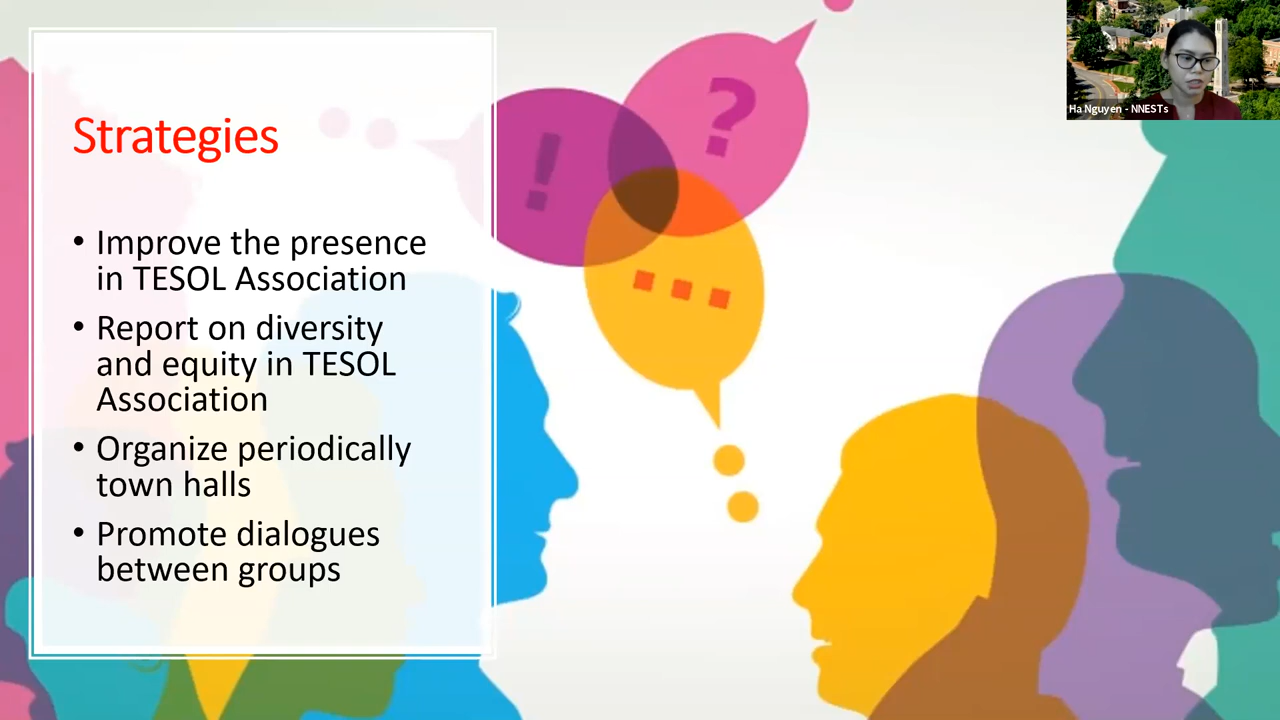 Strategies
• Improve the presence
in TESOL Association
• Report on diversity
and equity in TESOL
Association
• Organize periodically
town halls
• Promote dialogues
between groups
!
?
...
Ha Nguyen - NNESTs